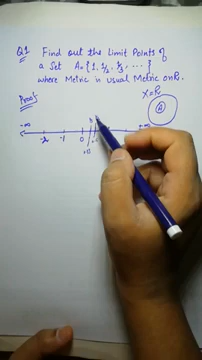 Q1 Find out the Limit Points of
a Set A = {1, 1/2, 1/3, ...}
where Metric is usual Metric on R.
Proof:
X=R
A
-∞ -2 -1 0 +∞